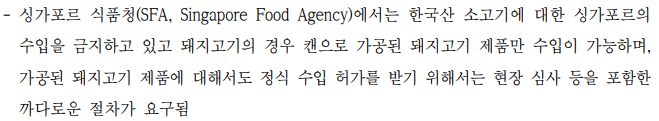 - 싱가포르 식품청(SFA, Singapore Food Agency)에서는 한국산 소고기에 대한 싱가포르의
수입을 금지하고 있고 돼지고기의 경우 캔으로 가공된 돼지고기 제품만 수입이 가능하며,
가공된 돼지고기 제품에 대해서도 정식 수입 허가를 받기 위해서는 현장 심사 등을 포함한
까다로운 절차가 요구됨